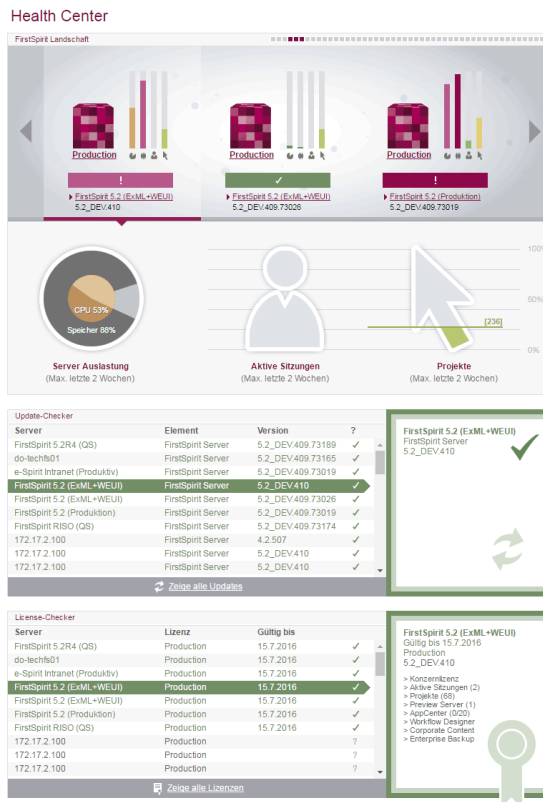 Health Center
FirstSpirit Landschaft
Production Production Production
! ✓ !
FirstSpirit 5.2 (ExML+WEUI) FirstSpirit 5.2 (ExML+WEUI) FirstSpirit 5.2 (Produktion)
5.2_DEV.410 5.2_DEV.409.73026 5.2_DEV.409.73019
100%
50%
0%
CPU 53%
Speicher 88%
[236]
Server Auslastung Aktive Sitzungen Projekte
(Max. letzte 2 Wochen) (Max. letzte 2 Wochen) (Max. letzte 2 Wochen)
Update-Checker
Server Element Version ?
FirstSpirit 5.2R4 (QS) FirstSpirit Server 5.2_DEV.409.73189 ✓
do-techfs01 FirstSpirit Server 5.2_DEV.409.73165 ✓
e-Spirit Intranet (Produktiv) FirstSpirit Server 5.2_DEV.409.73019 ✓
FirstSpirit 5.2 (ExML+WEUI) FirstSpirit Server 5.2_DEV.410 ✓
FirstSpirit 5.2 (ExML+WEUI) FirstSpirit Server 5.2_DEV.409.73026 ✓
FirstSpirit 5.2 (Produktion) FirstSpirit Server 5.2_DEV.409.73019 ✓
FirstSpirit RISO (QS) FirstSpirit Server 5.2_DEV.409.73174 ✓
172.17.2.100 FirstSpirit Server 4.2.507 ✓
172.17.2.100 FirstSpirit Server 5.2_DEV.410 ✓
172.17.2.100 FirstSpirit Server 5.2_DEV.410 ✓
Zeige alle Updates
FirstSpirit 5.2 (ExML+WEUI)
FirstSpirit Server
5.2_DEV.410
License-Checker
Server Lizenz Gültig bis
FirstSpirit 5.2R4 (QS) Production 15.7.2016 ✓
do-techfs01 Production 15.7.2016 ✓
e-Spirit Intranet (Produktiv) Production 15.7.2016 ✓
FirstSpirit 5.2 (ExML+WEUI) Production 15.7.2016 ✓
FirstSpirit 5.2 (ExML+WEUI) Production 15.7.2016 ✓
FirstSpirit 5.2 (Produktion) Production 15.7.2016 ✓
FirstSpirit RISO (QS) Production 15.7.2016 ✓
172.17.2.100 Production ?
172.17.2.100 Production ?
172.17.2.100 Production ?
Zeige alle Lizenzen
FirstSpirit 5.2 (ExML+WEUI)
Gültig bis 15.7.2016
Production
5.2_DEV.410
> Konzernlizenz
> Aktive Sitzungen (2)
> Projekte (68)
> Preview Server (1)
> AppCenter (0/20)
> Workflow Designer
> Corporate Content
> Enterprise Backup